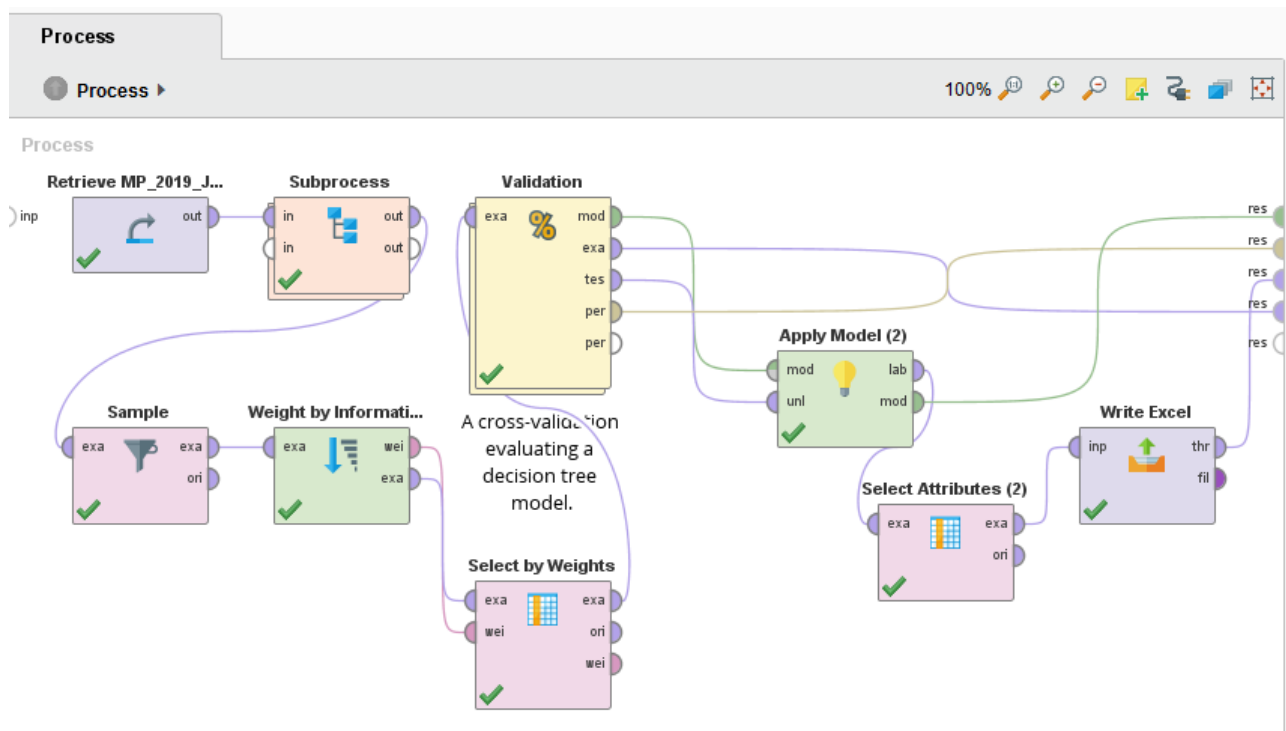 Process
Process
100%
Process
Retrieve MP_2019_J...
Subprocess
Validation
inp
out
in
out
in
out
exa
mod
exa
tes
per
per
res
res
res
res
res
Apply Model (2)
mod
lab
unl
mod
Sample
Weight by Informati...
A cross-validation
evaluating a
decision tree
model.
Write Excel
exa
exa
ori
exa
wei
exa
inp
thr
fil
Select Attributes (2)
exa
exa
ori
Select by Weights
exa
exa
wei
ori
wei